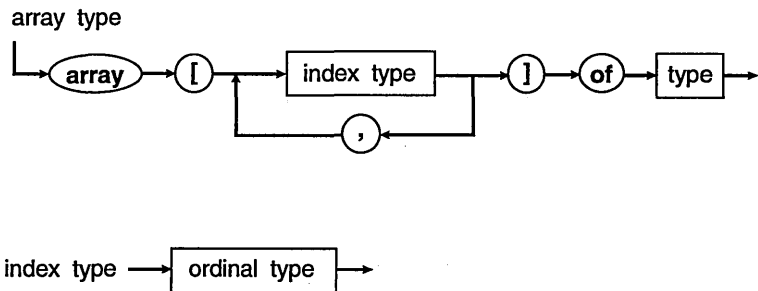 array type
array [ index type ] of type
,
index type ordinal type